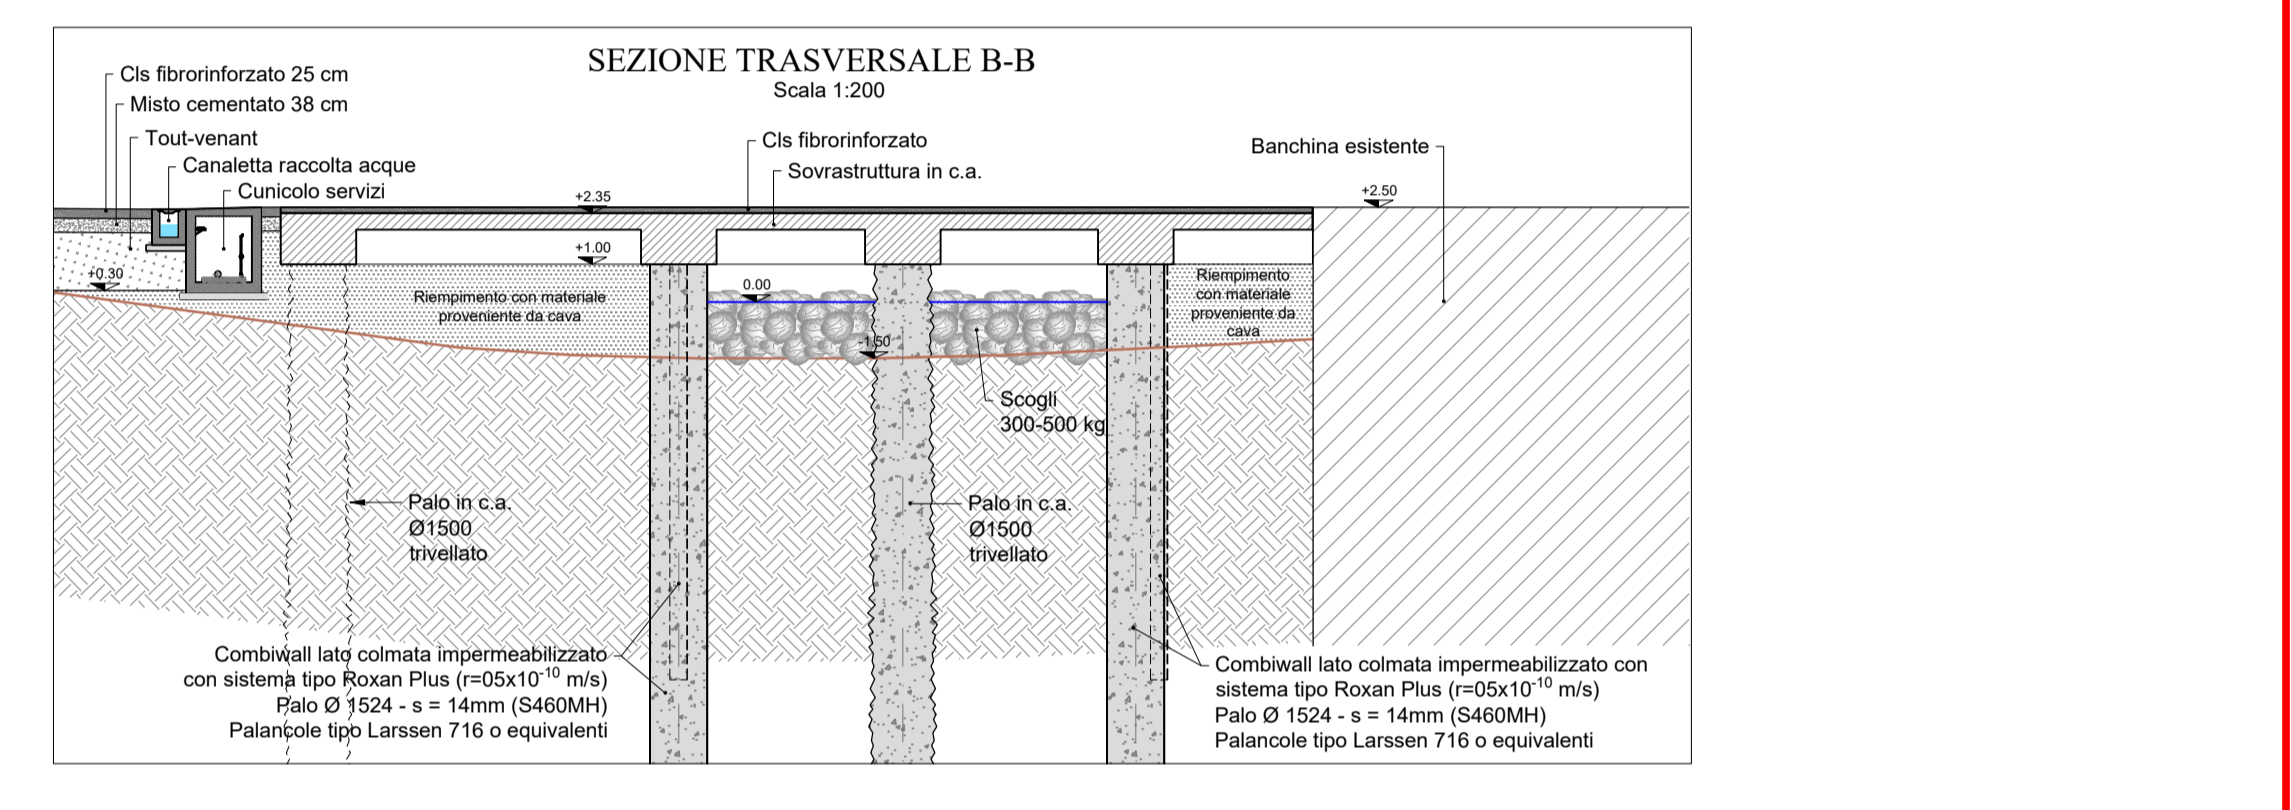 SEZIONE TRASVERSALE B-B
Scala 1:200
Cls fibrorinforzato 25 cm
Misto cementato 38 cm
Tout-venant
Canaletta raccolta acque
Cunicolo servizi
Cls fibrorinforzato
Sovrastruttura in c.a.
Banchina esistente
+2.35
+2.50
+1.00
+0.30
0.00
-1.50
Riempimento con materiale
proveniente da cava
Riempimento
con materiale
proveniente da
cava
Scogli
300-500 kg
Palo in c.a.
Ø1500
trivellato
Palo in c.a.
Ø1500
trivellato
Combiwall lato colmata impermeabilizzato
con sistema tipo Roxan Plus (r=05x10⁻¹⁰ m/s)
Palo Ø 1524 - s = 14mm (S460MH)
Palancole tipo Larssen 716 o equivalenti
Combiwall lato colmata impermeabilizzato con
sistema tipo Roxan Plus (r=05x10⁻¹⁰ m/s)
Palo Ø 1524 - s = 14mm (S460MH)
Palancole tipo Larssen 716 o equivalenti